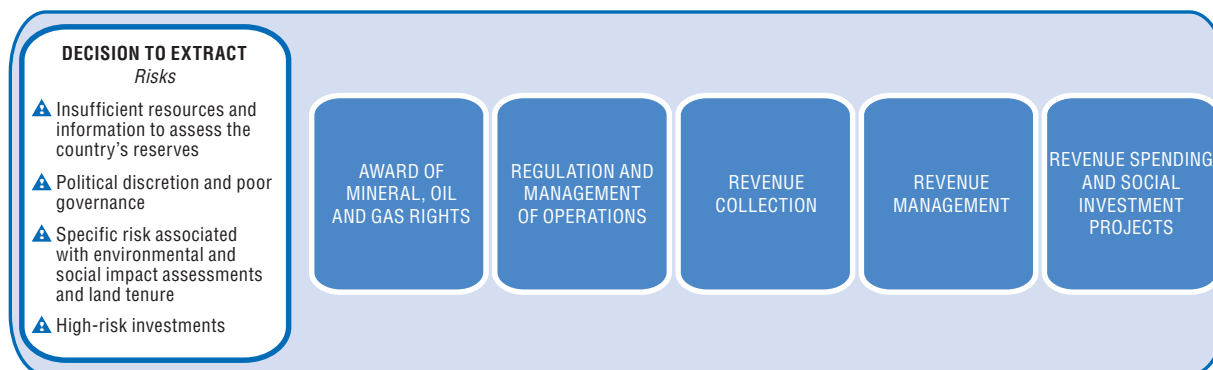 DECISION TO EXTRACT
Risks
Insufficient resources and
information to assess the
country's reserves
Political discretion and poor
governance
Specific risk associated
with environmental and
social impact assessments
and land tenure
High-risk investments
AWARD OF
MINERAL, OIL
AND GAS RIGHTS
REGULATION AND
MANAGEMENT
OF OPERATIONS
REVENUE
COLLECTION
REVENUE
MANAGEMENT
REVENUE SPENDING
AND SOCIAL
INVESTMENT
PROJECTS